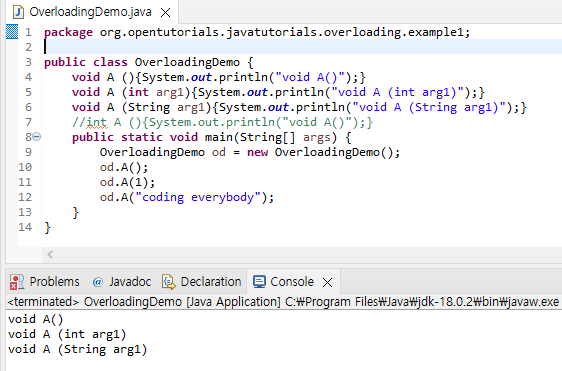 OverloadingDemo.java
1 package org.opentutorials.javatutorials.overloading.example1;
2
3 public class OverloadingDemo {
4 void A (){System.out.println("void A()");}
5 void A (int arg1){System.out.println("void A (int arg1)");}
6 void A (String arg1){System.out.println("void A (String arg1)");}
7 //int A (){System.out.println("void A()");}
8 public static void main(String[] args) {
9 OverloadingDemo od = new OverloadingDemo();
10 od.A();
11 od.A(1);
12 od.A("coding everybody");
13 }
14 }
Problems @ Javadoc Declaration Console
<terminated> OverloadingDemo [Java Application] C:₩Program Files₩Java₩jdk-18.0.2₩bin₩javaw.exe
void A()
void A (int arg1)
void A (String arg1)